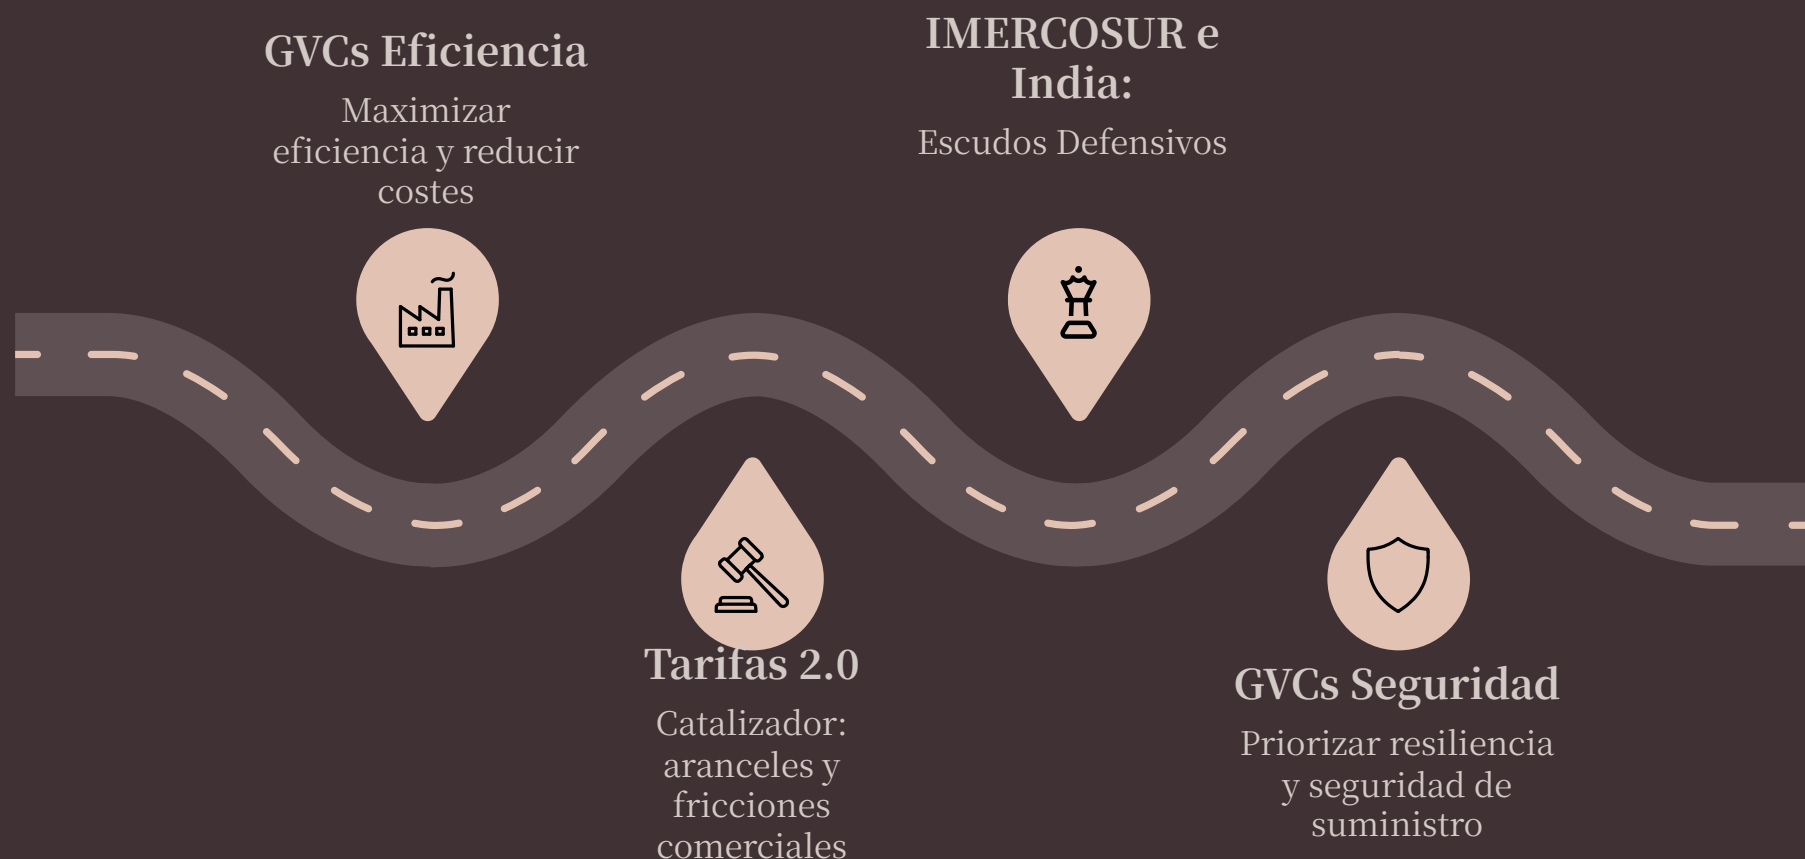 GVCs Eficiencia
Maximizar
eficiencia y reducir
costes
Tarifas 2.0
Catalizador:
aranceles y
fricciones
comerciales
IMERCOSUR e
India:
Escudos Defensivos
GVCs Seguridad
Priorizar resiliencia
y seguridad de
suministro